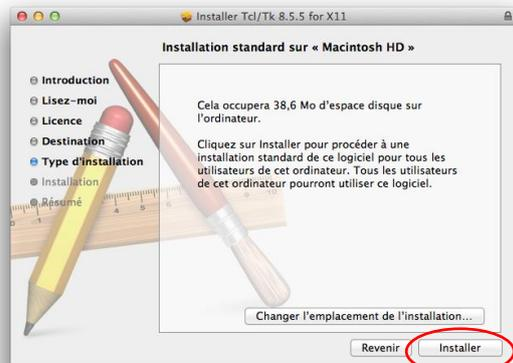 Installer Tcl/Tk 8.5.5 for X11
Installation standard sur « Macintosh HD »
Introduction
Lisez-moi
Licence
Destination
Type d'installation
Installation
Résumé
Cela occupera 38,6 Mo d'espace disque sur
l'ordinateur.
Cliquez sur Installer pour procéder à une
installation standard de ce logiciel pour tous les
utilisateurs de cet ordinateur. Tous les utilisateurs
de cet ordinateur pourront utiliser ce logiciel.
Changer l'emplacement de l'installation...
Revenir
Installer